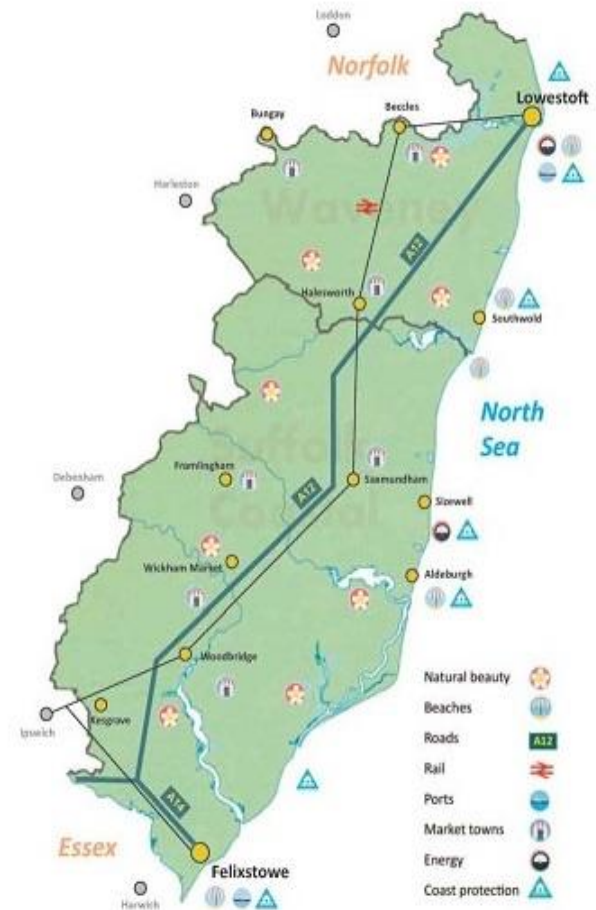 Loddon
Norfolk
Lowestoft
Beccles
Bungay
Harleston
Waveney
A12
Halesworth
Southwold
North
Sea
Suffolk
Coastal
Framlingham
Saxmundham
Debenham
A12
Sizewell
Wickham Market
Aldeburgh
Woodbridge
Kesgrave
Ipswich
A14
Essex
Felixstowe
Harwich
Natural beauty
Beaches
Roads A12
Rail
Ports
Market towns
Energy
Coast protection